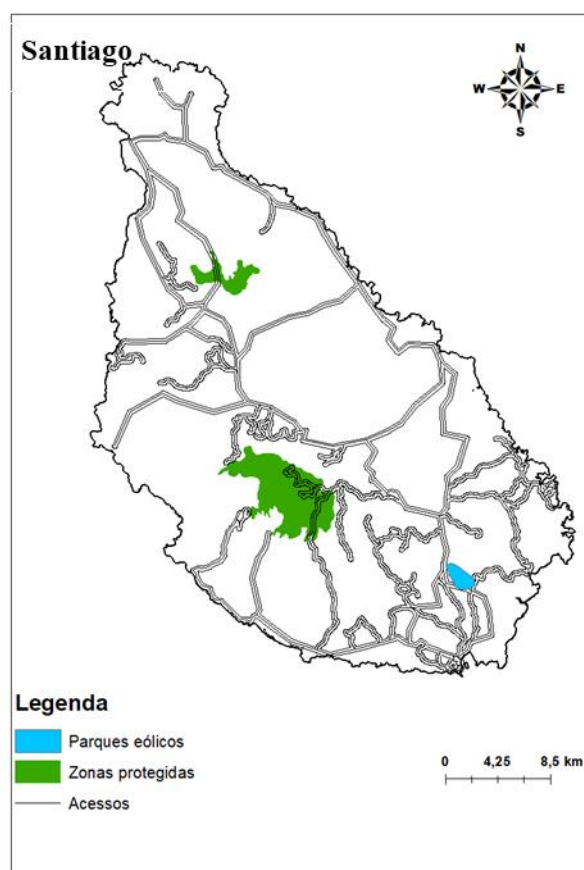 Santiago
N
W E
S
Legenda
Parques eólicos
Zonas protegidas
Acessos
0 4,25 8,5 km